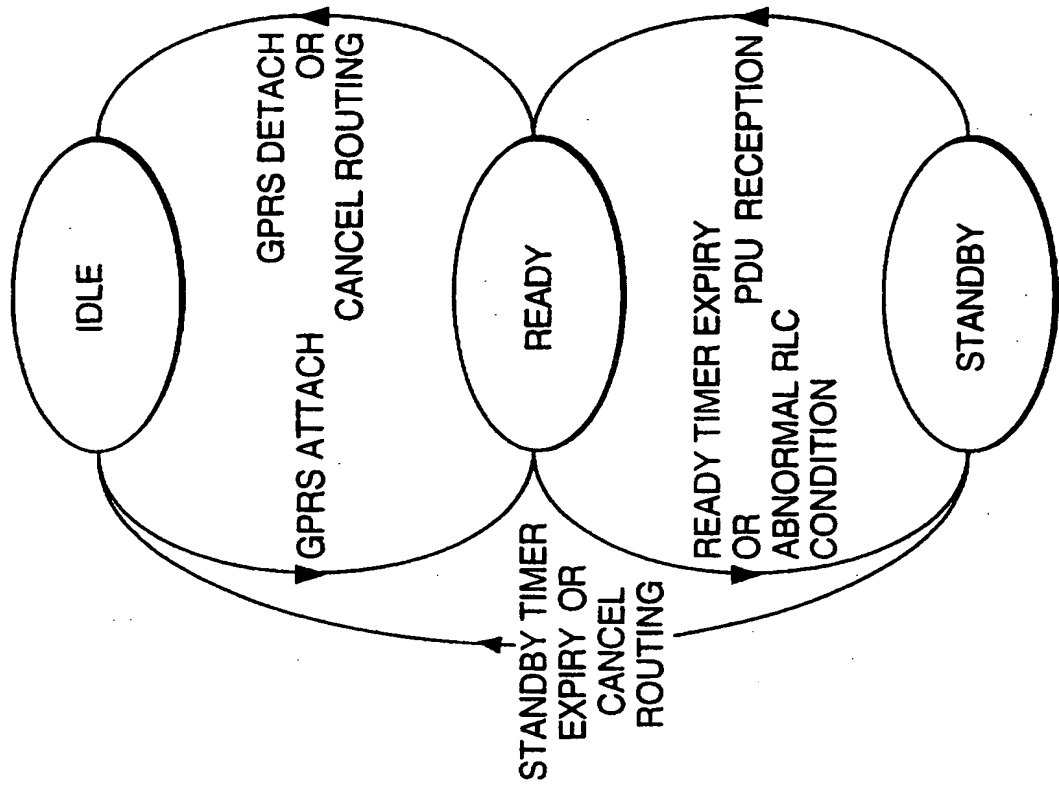 IDLE
GPRS ATTACH
GPRS DETACH
OR
CANCEL ROUTING
READY
STANDBY TIMER
EXPIRY OR
CANCEL
ROUTING
READY TIMER EXPIRY
OR
ABNORMAL RLC
CONDITION
PDU RECEPTION
STANDBY